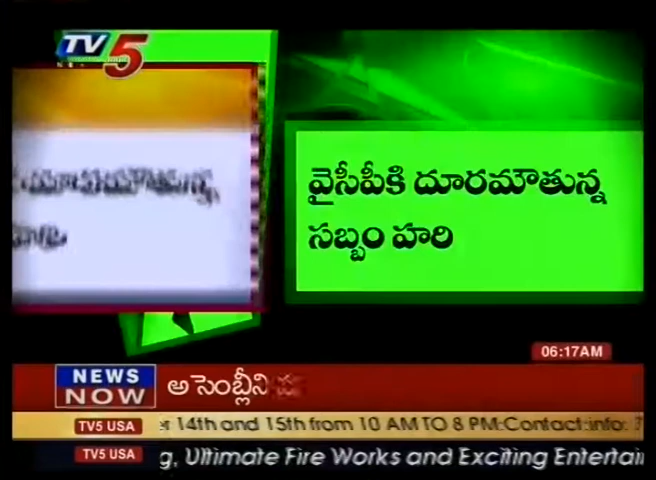 TV5
వైసీపీకి దూరమౌతున్న
సబ్బం హరి
06:17AM
NEWS
NOW
అసెంబ్లీని
TV5 USA
14th and 15th from 10 AM TO 8 PM:Contact info:
TV5 USA
g, Ultimate Fire Works and Exciting Entertain